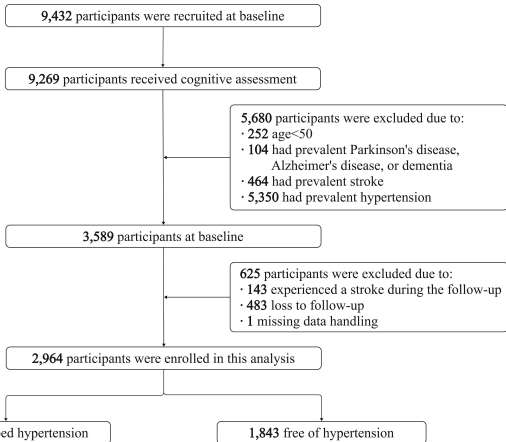 9,432 participants were recruited at baseline
9,269 participants received cognitive assessment
5,680 participants were excluded due to:
· 252 age<50
· 104 had prevalent Parkinson's disease,
Alzheimer's disease, or dementia
· 464 had prevalent stroke
· 5,350 had prevalent hypertension
3,589 participants at baseline
625 participants were excluded due to:
· 143 experienced a stroke during the follow-up
· 483 loss to follow-up
· 1 missing data handling
2,964 participants were enrolled in this analysis
hypertension
1,843 free of hypertension